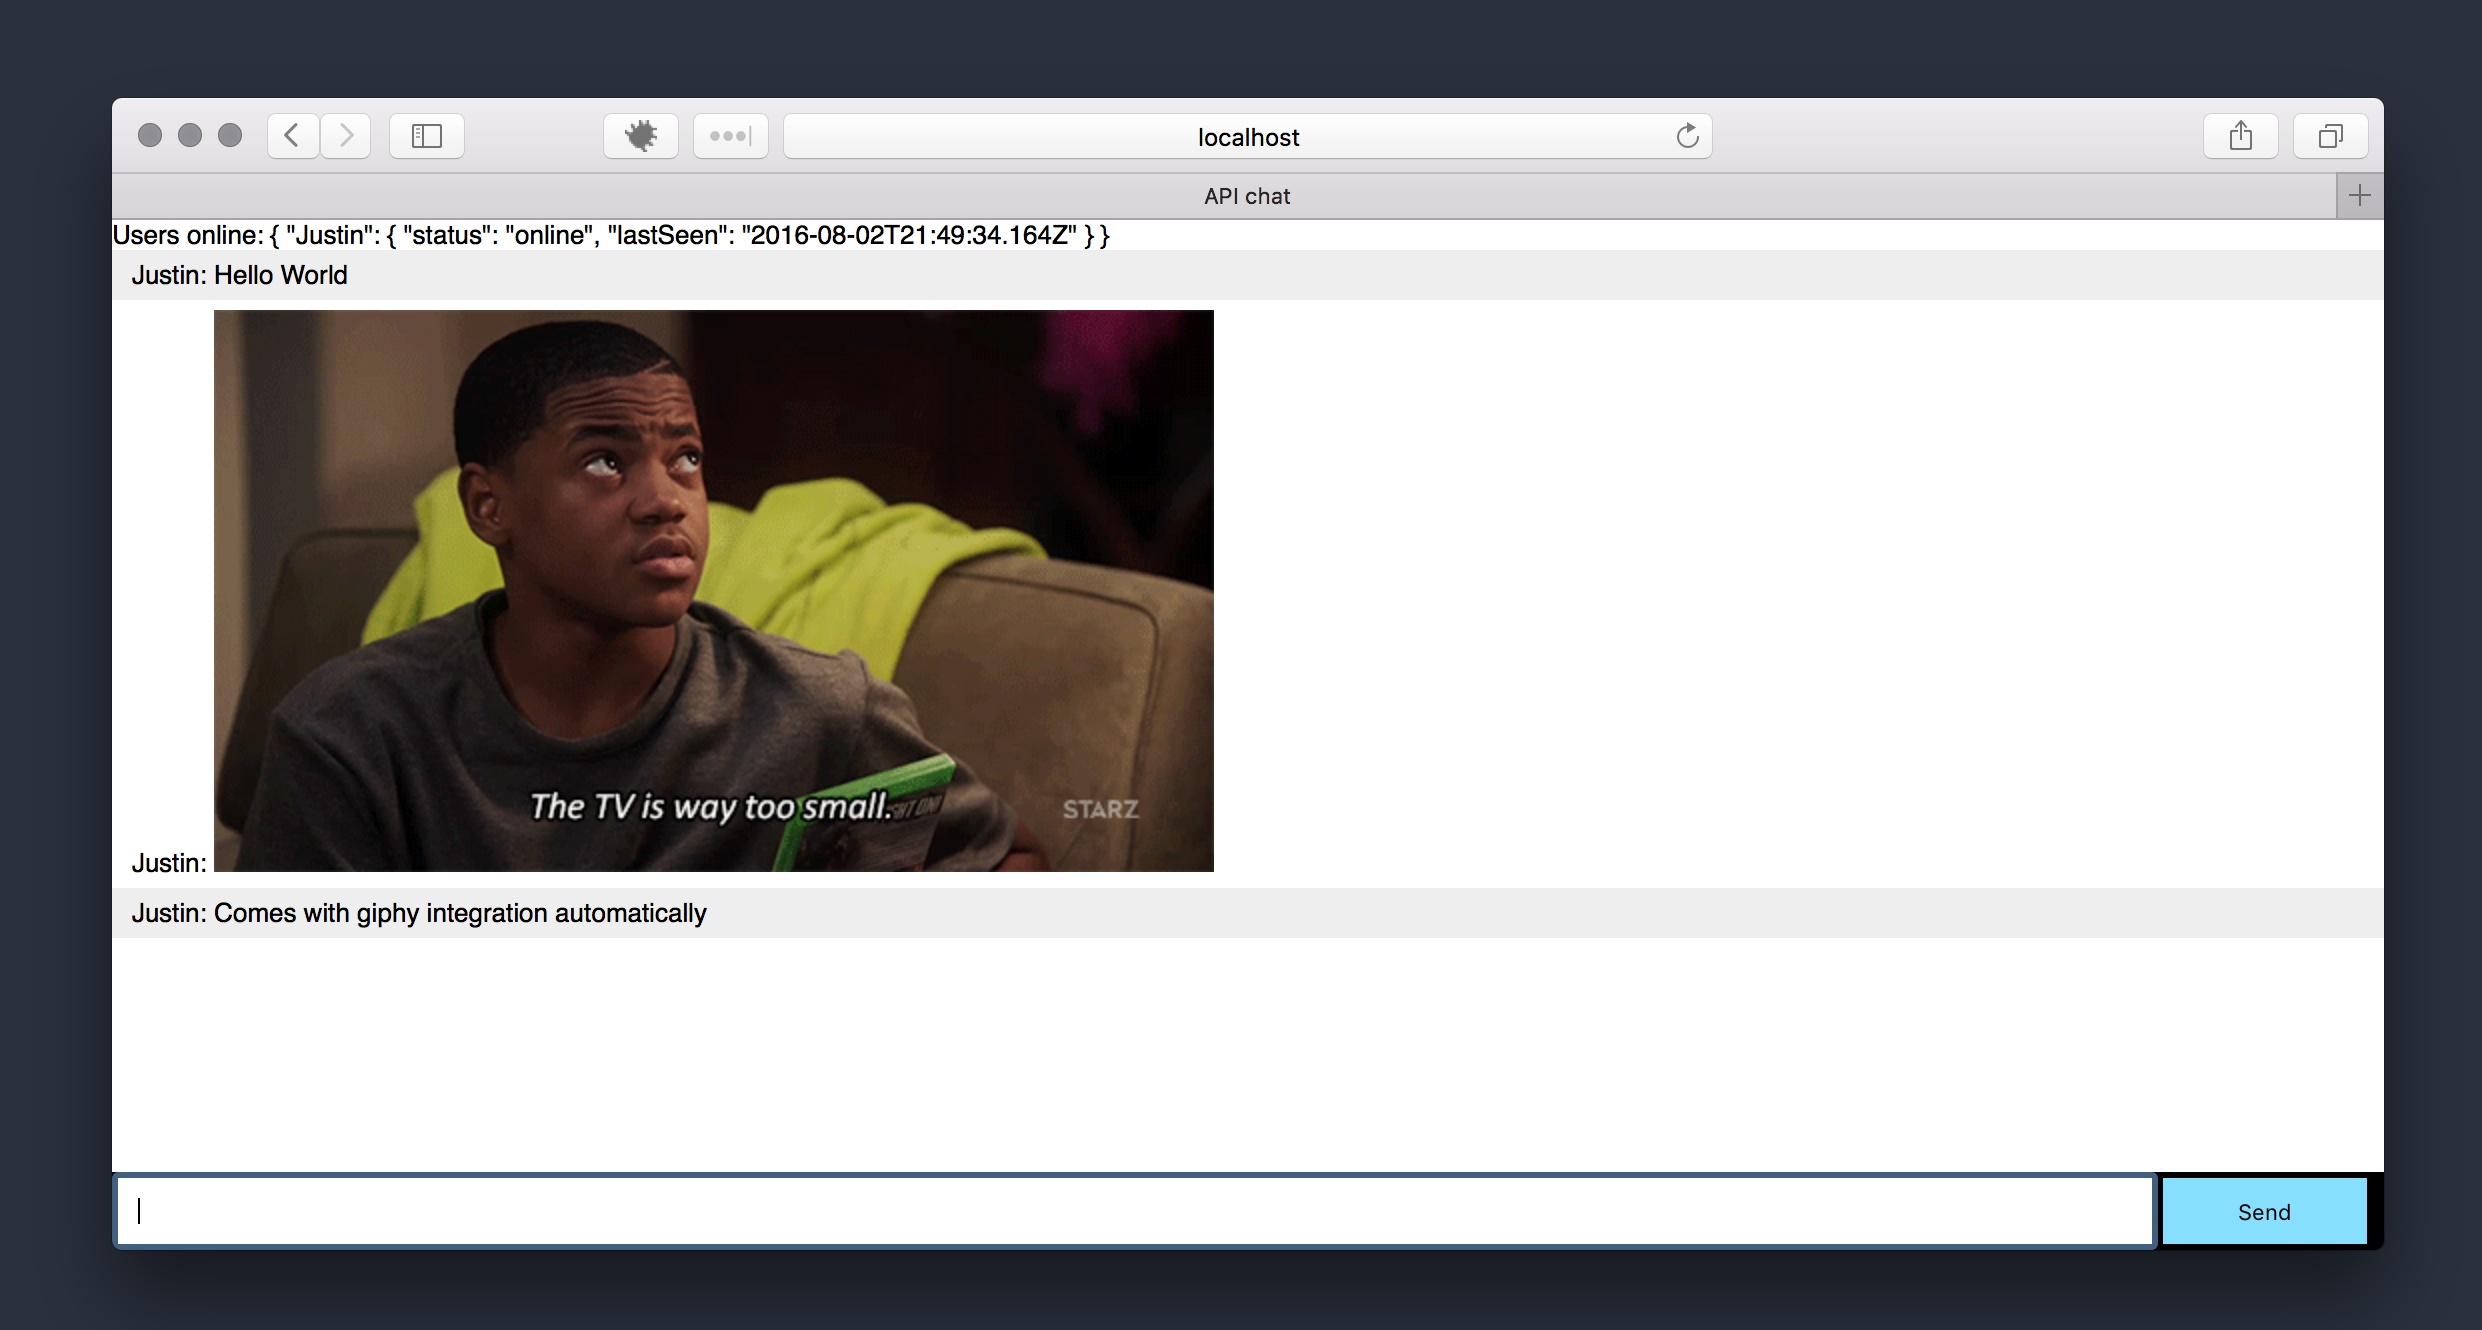 localhost
API chat
Users online: { "Justin": { "status": "online", "lastSeen": "2016-08-02T21:49:34.164Z" } }
Justin: Hello World
The TV is way too small.
STARZ
Justin:
Justin: Comes with giphy integration automatically
Send